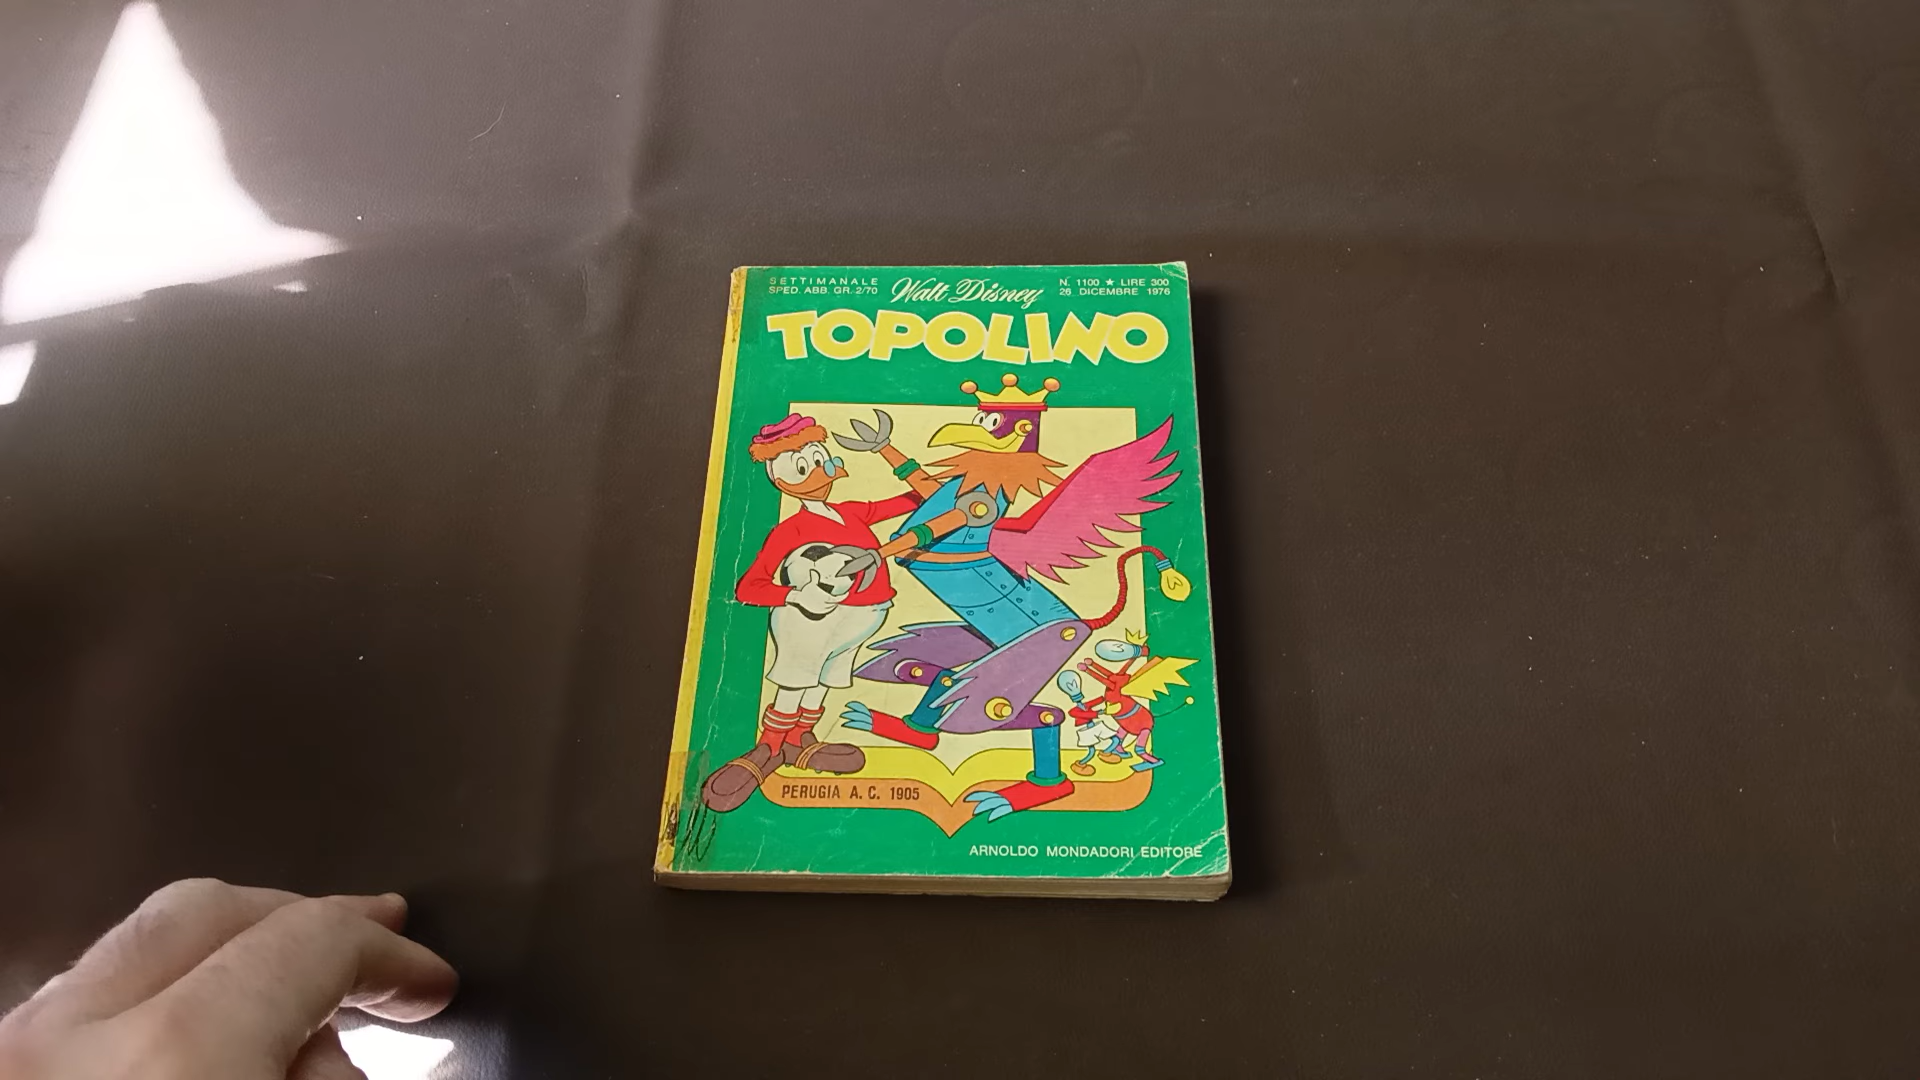 SETTIMANALE
SPED. ABB. GR. 2/70
Walt Disney
N. 1100 ★ LIRE 300
26 DICEMBRE 1976
TOPOLINO
PERUGIA A. C. 1905
ARNOLDO MONDADORI EDITORE